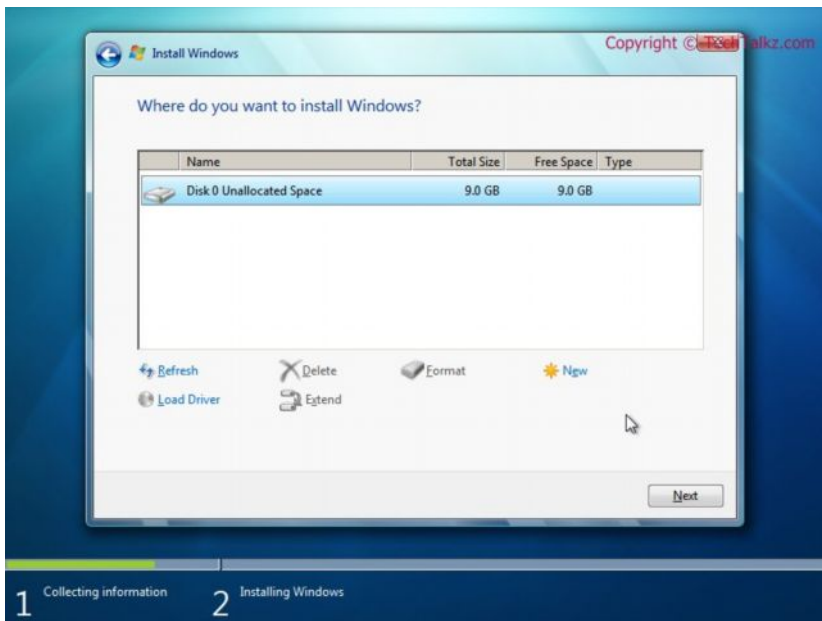 Copyright © TechTalkz.com
Install Windows
Where do you want to install Windows?
Name Total Size Free Space Type
Disk 0 Unallocated Space 9.0 GB 9.0 GB
Refresh Delete Format New
Load Driver Extend
Next
1 Collecting information 2 Installing Windows